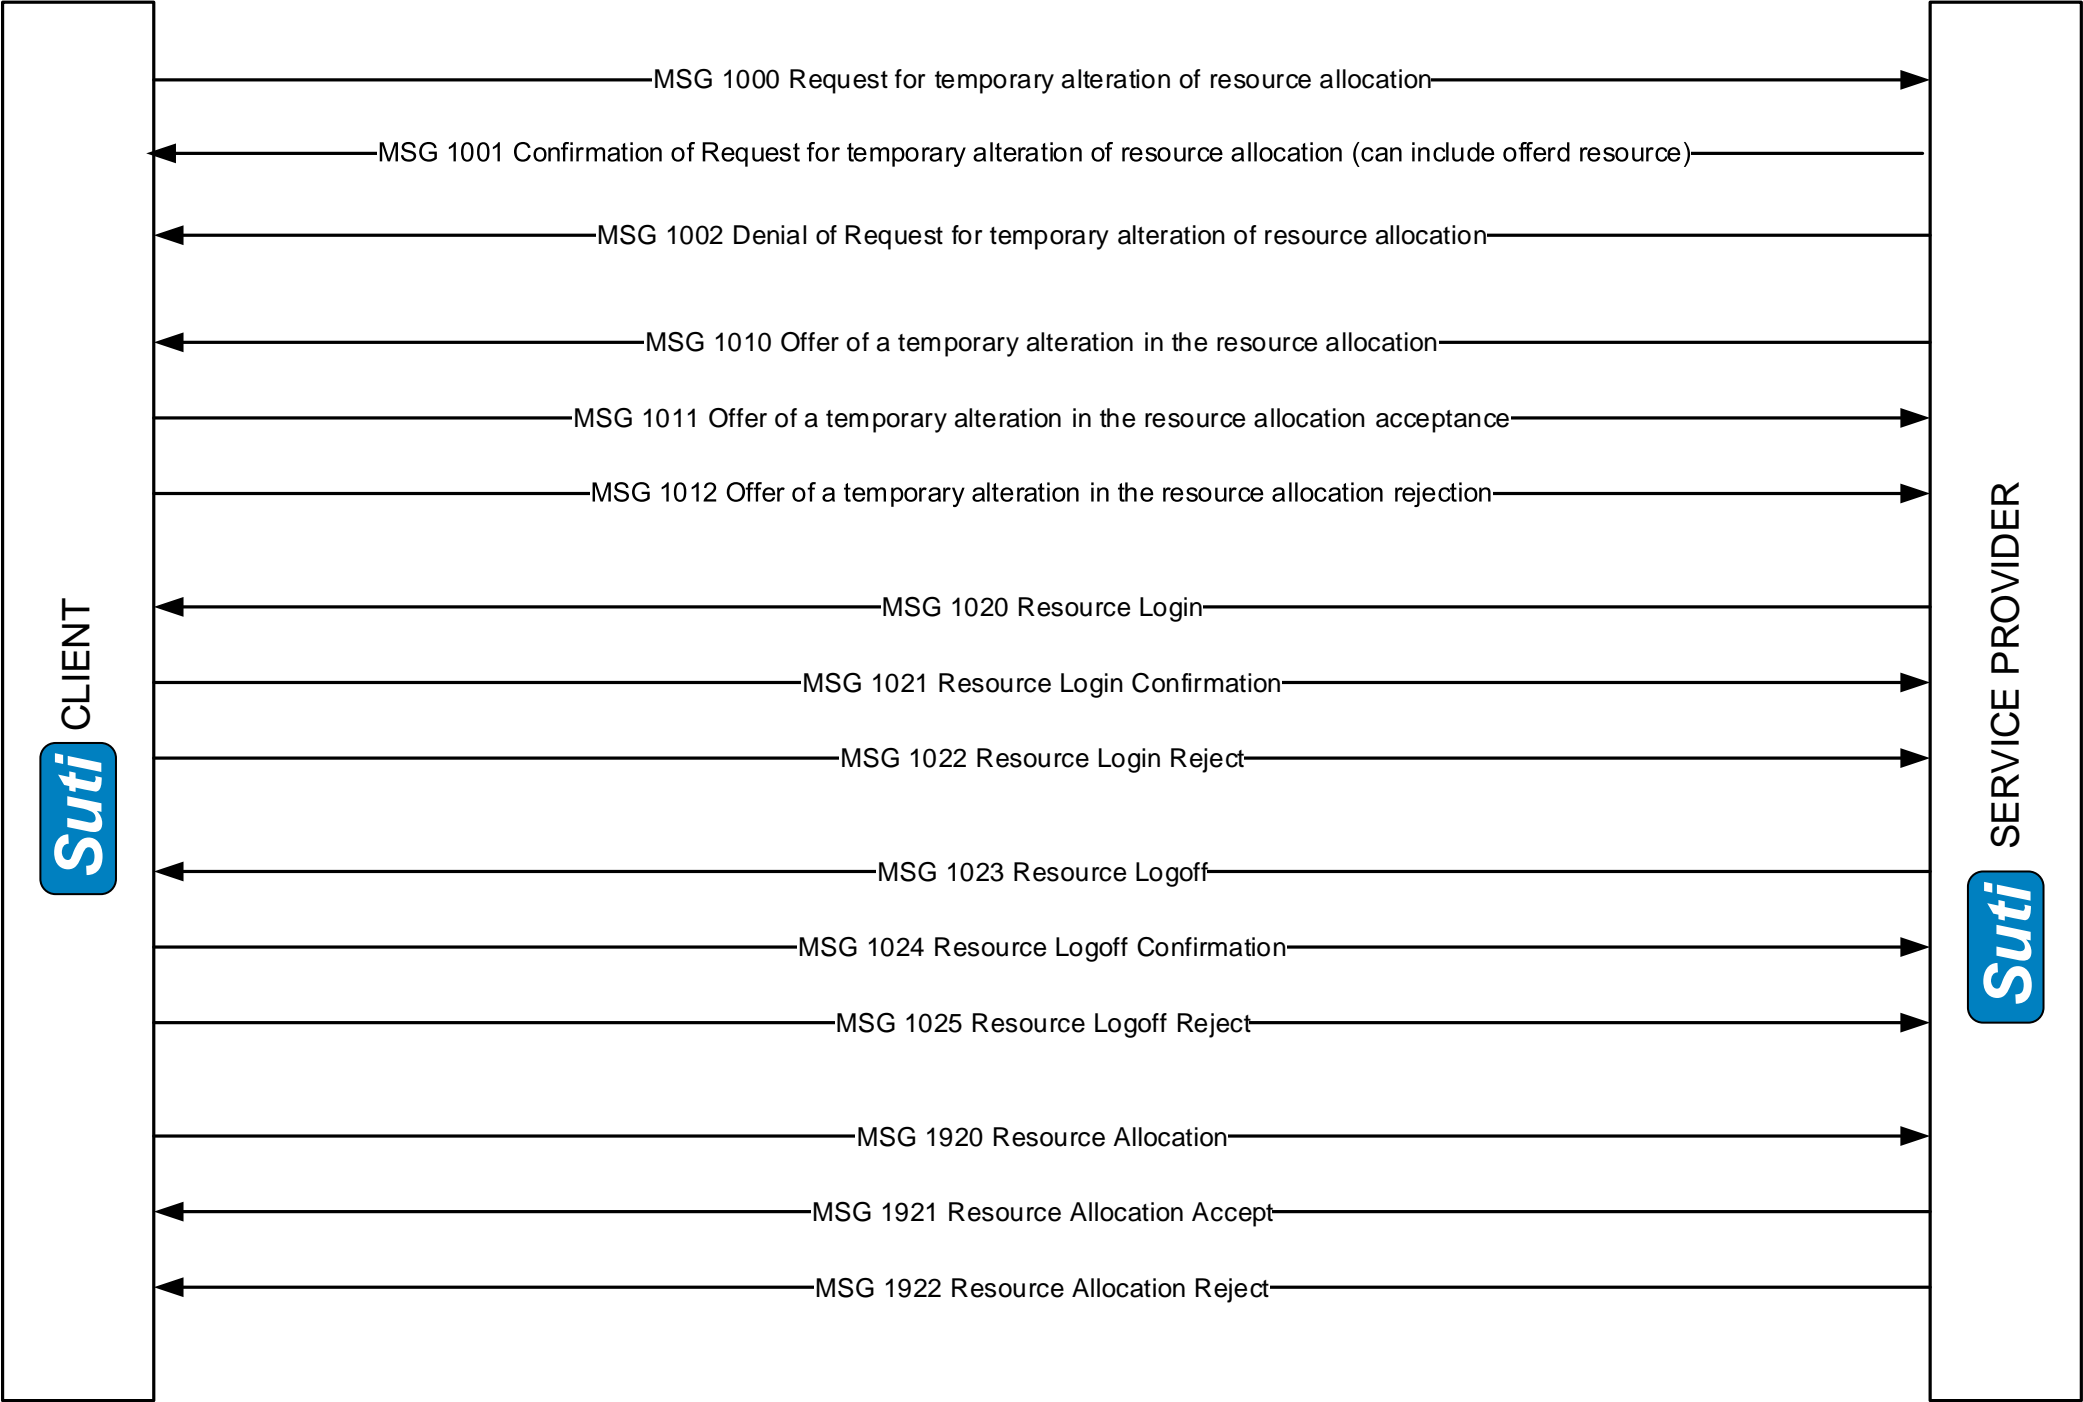 MSG 1000 Request for temporary alteration of resource allocation
MSG 1001 Confirmation of Request for temporary alteration of resource allocation (can include offerd resource)
MSG 1002 Denial of Request for temporary alteration of resource allocation
MSG 1010 Offer of a temporary alteration in the resource allocation
MSG 1011 Offer of a temporary alteration in the resource allocation acceptance
MSG 1012 Offer of a temporary alteration in the resource allocation rejection
MSG 1020 Resource Login
MSG 1021 Resource Login Confirmation
MSG 1022 Resource Login Reject
MSG 1023 Resource Logoff
MSG 1024 Resource Logoff Confirmation
MSG 1025 Resource Logoff Reject
MSG 1920 Resource Allocation
MSG 1921 Resource Allocation Accept
MSG 1922 Resource Allocation Reject
Suti CLIENT
Suti SERVICE PROVIDER